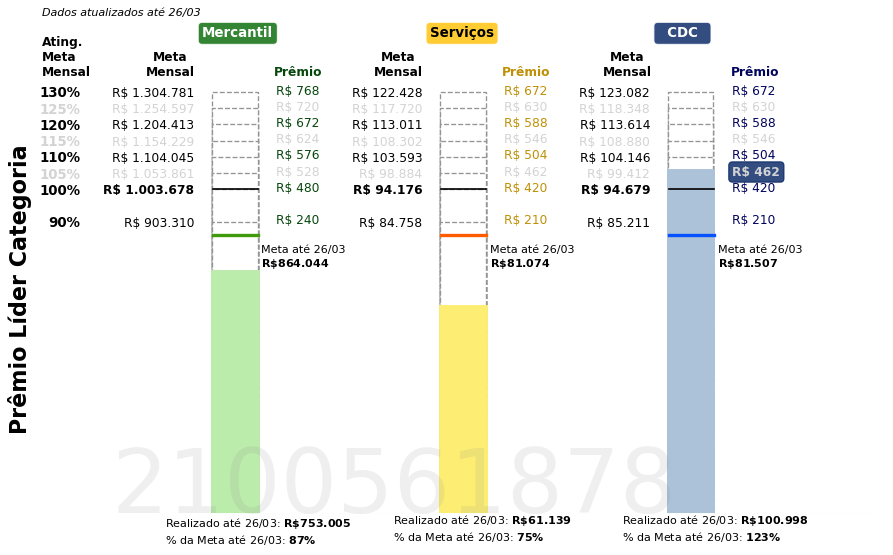 Dados atualizados até 26/03
Mercantil
Serviços
CDC
Ating.
Meta
Mensal
Meta
Mensal
Prêmio
Meta
Mensal
Prêmio
Meta
Mensal
Prêmio
130% R$ 1.304.781 R$ 768 R$ 122.428 R$ 672 R$ 123.082 R$ 672
125% R$ 1.254.597 R$ 720 R$ 117.720 R$ 630 R$ 118.348 R$ 630
120% R$ 1.204.413 R$ 672 R$ 113.011 R$ 588 R$ 113.614 R$ 588
115% R$ 1.154.229 R$ 624 R$ 108.302 R$ 546 R$ 108.880 R$ 546
110% R$ 1.104.045 R$ 576 R$ 103.593 R$ 504 R$ 104.146 R$ 504
105% R$ 1.053.861 R$ 528 R$ 98.884 R$ 462 R$ 99.412 R$ 462
100% R$ 1.003.678 R$ 480 R$ 94.176 R$ 420 R$ 94.679 R$ 420
90% R$ 903.310 R$ 240 R$ 84.758 R$ 210 R$ 85.211 R$ 210
Meta até 26/03
R$864.044
Meta até 26/03
R$81.074
Meta até 26/03
R$81.507
Prêmio Líder Categoria
2100561878
Realizado até 26/03: R$753.005
% da Meta até 26/03: 87%
Realizado até 26/03: R$61.139
% da Meta até 26/03: 75%
Realizado até 26/03: R$100.998
% da Meta até 26/03: 123%